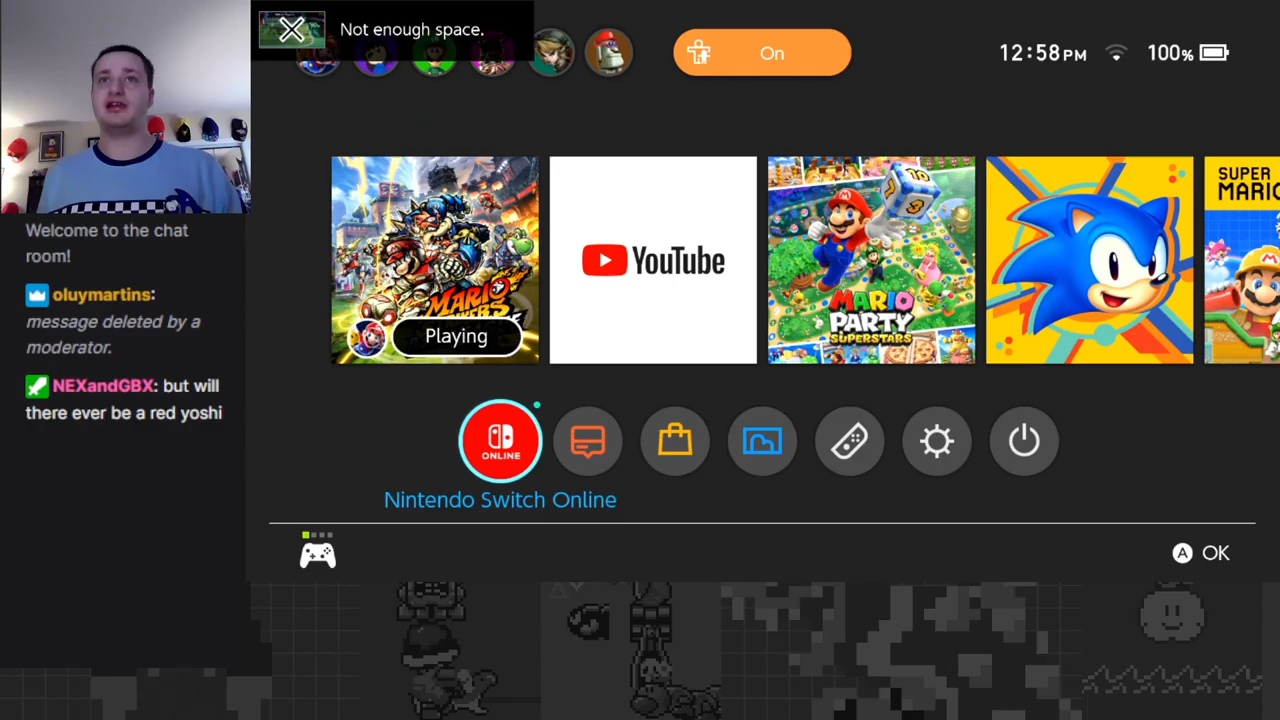 Not enough space.
On
12:58 PM
100%
Playing
MARIO
YouTube
MARIO
PARTY
SUPERSTARS
SUPER
Welcome to the chat
room!
oluymartins:
message deleted by a
moderator.
NEXandGBX: but will
there ever be a red yoshi
ONLINE
Nintendo Switch Online
A OK